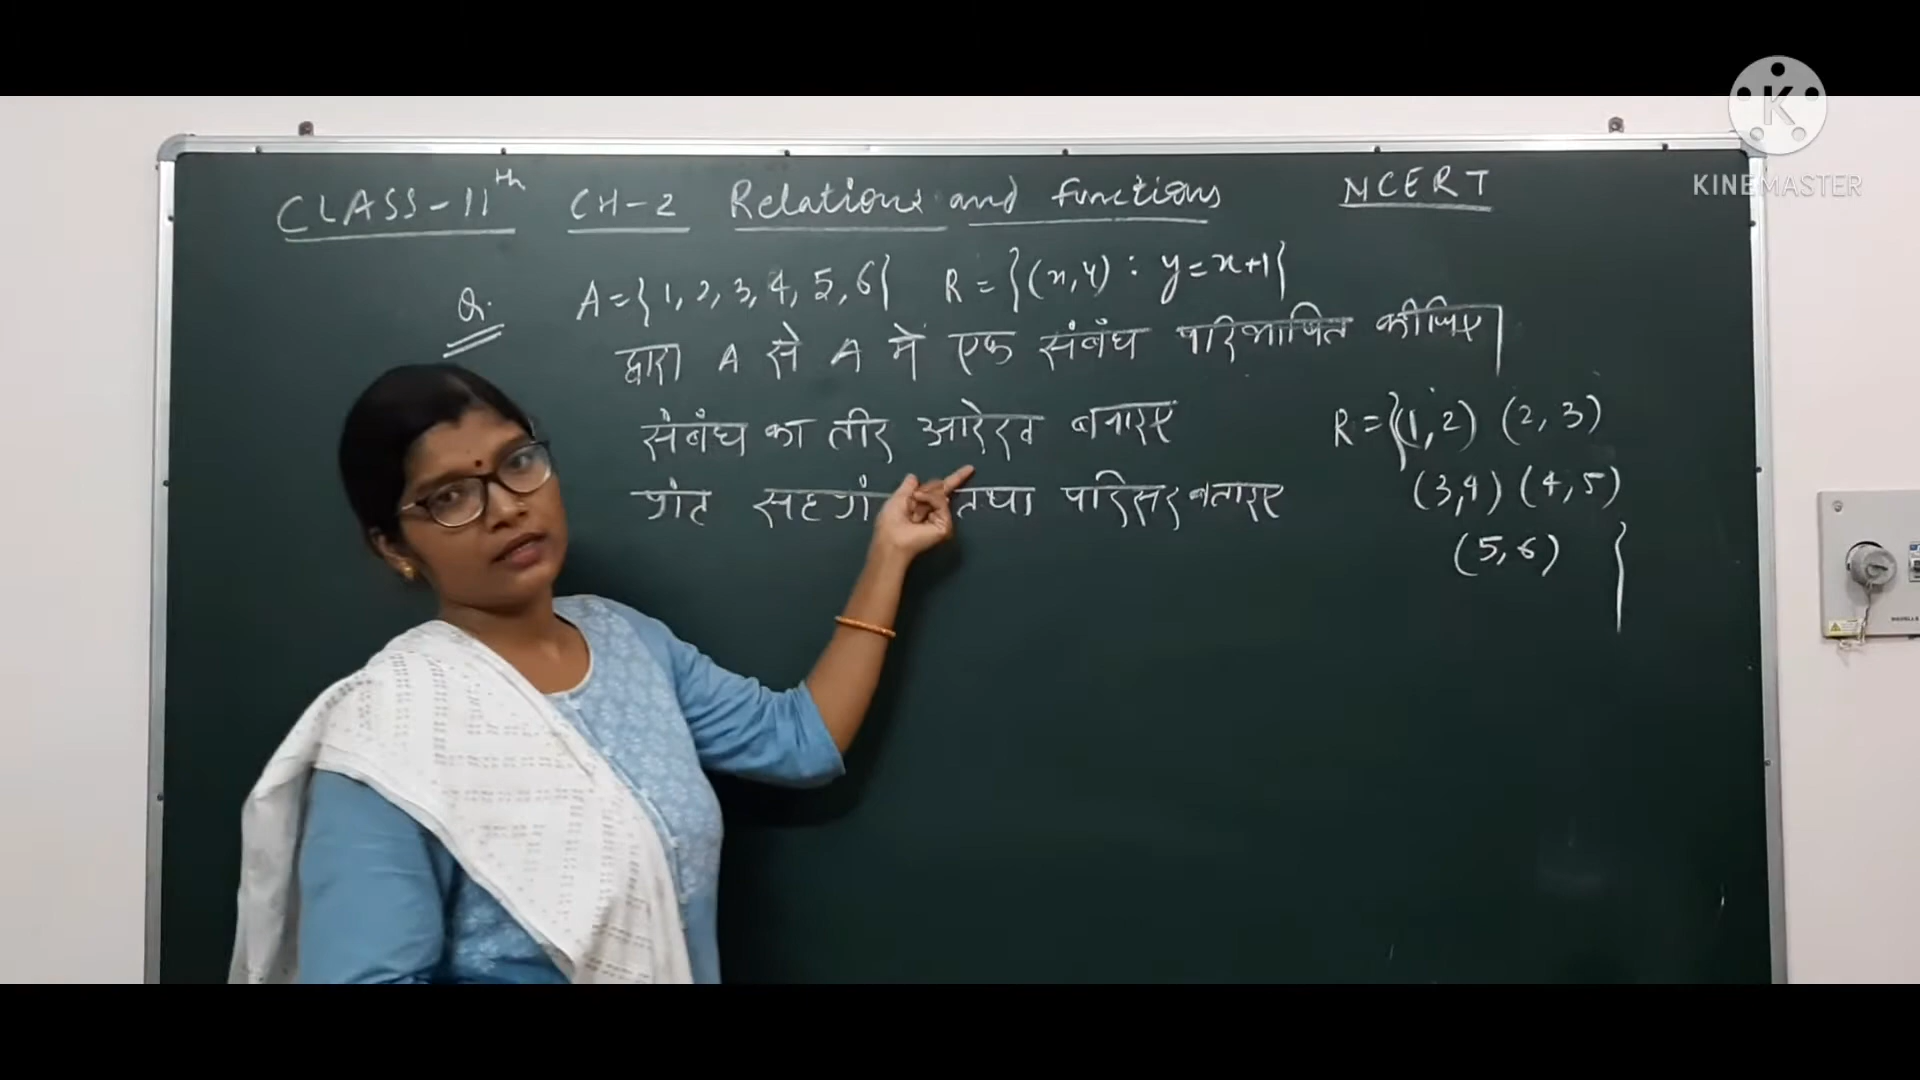 CLASS-11th CH-2 Relations and functions NCERT
Q. A={1,2,3,4,5,6} R={(x,y): y=x+1}
द्वारा A से A में एक संबंध परिभाषित कीजिए।
संबंध का तीर आरेख बनाइए
प्रांत सहप्रां तथा परिसर बताइए
R={(1,2) (2,3)
(3,4) (4,5)
(5,6) }
K
KINEMASTER